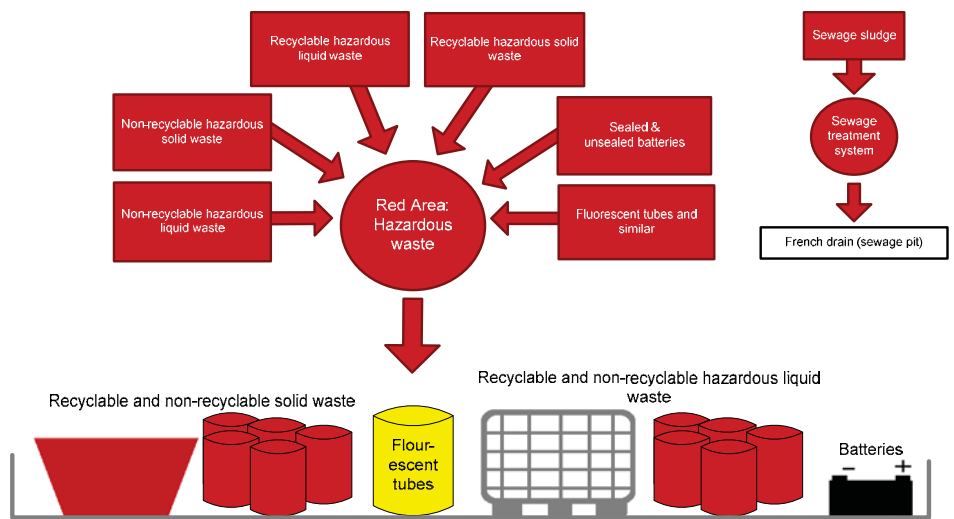 Recyclable hazardous
liquid waste
Recyclable hazardous solid
waste
Sewage sludge
Non-recyclable hazardous
solid waste
Sealed &
unsealed batteries
Sewage
treatment
system
Non-recyclable hazardous
liquid waste
Red Area:
Hazardous
waste
Fluorescent tubes and
similar
French drain (sewage pit)
Recyclable and non-recyclable solid waste
Recyclable and non-recyclable hazardous liquid
waste
Flour-
escent
tubes
Batteries
− +